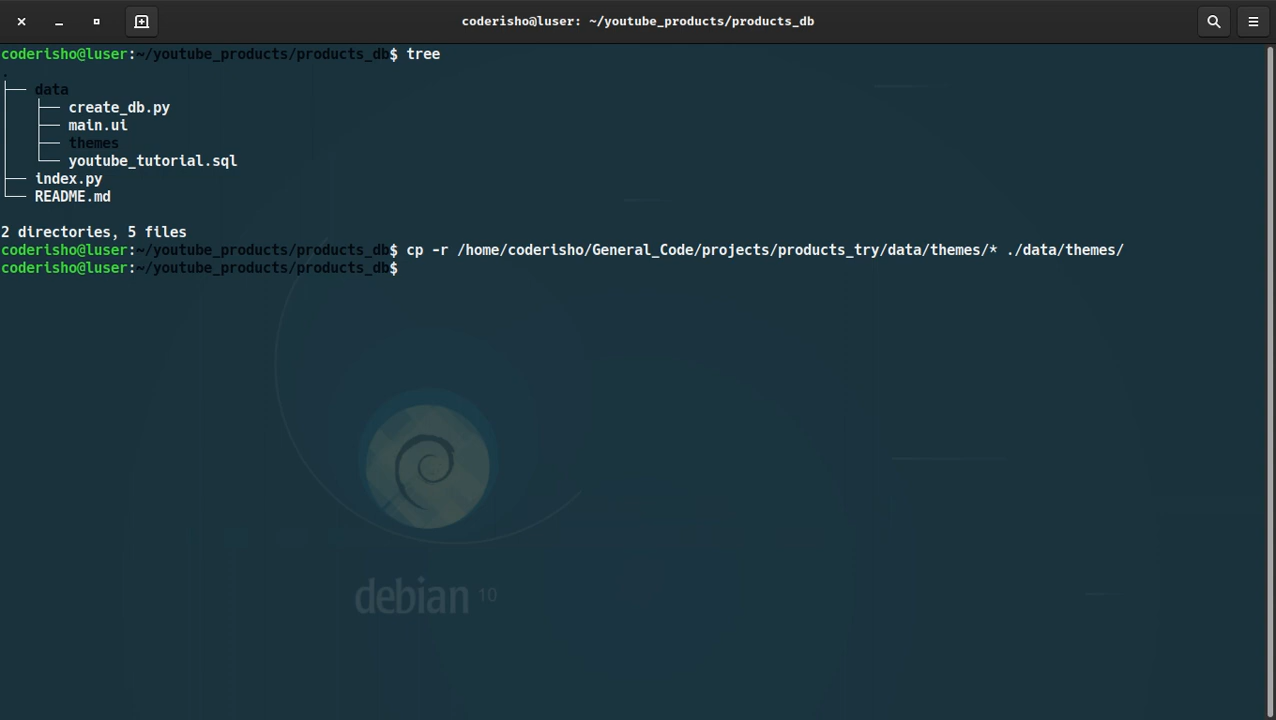 coderisho@luser: ~/youtube_products/products_db
coderisho@luser:~/youtube_products/products_db$ tree
.
├── data
│   ├── create_db.py
│   ├── main.ui
│   ├── themes
│   └── youtube_tutorial.sql
├── index.py
└── README.md
2 directories, 5 files
coderisho@luser:~/youtube_products/products_db$ cp -r /home/coderisho/General_Code/projects/products_try/data/themes/* ./data/themes/
coderisho@luser:~/youtube_products/products_db$
debian 10